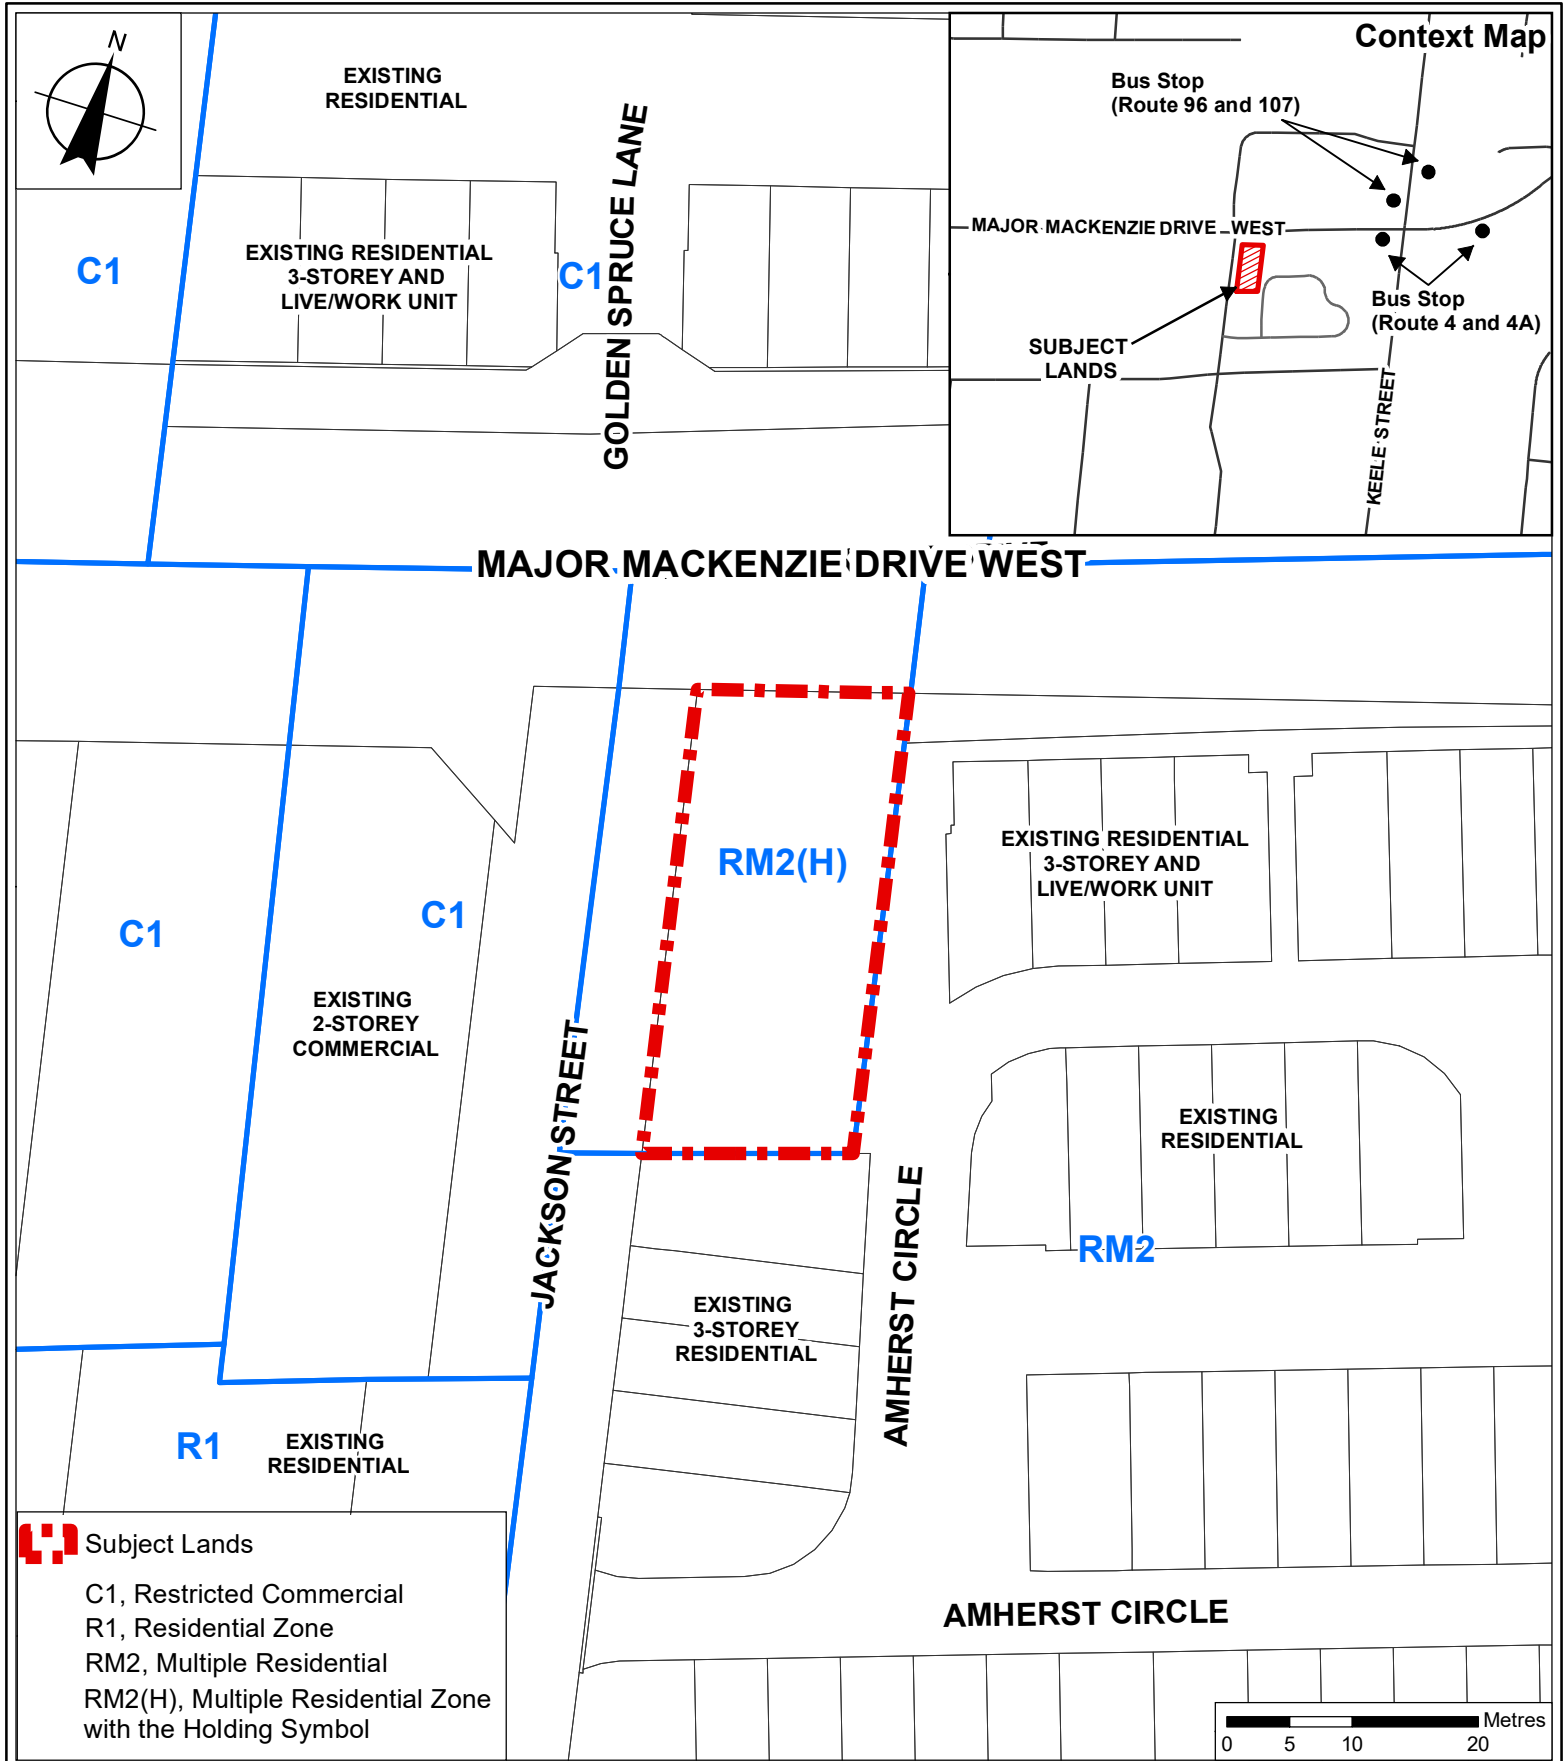 N
EXISTING
RESIDENTIAL
Context Map
Bus Stop
(Route 96 and 107)
MAJOR MACKENZIE DRIVE WEST
Bus Stop
(Route 4 and 4A)
SUBJECT
LANDS
KEELE STREET
C1
EXISTING RESIDENTIAL
3-STOREY AND
LIVE/WORK UNIT
C1
GOLDEN SPRUCE LANE
MAJOR MACKENZIE DRIVE WEST
RM2(H)
EXISTING RESIDENTIAL
3-STOREY AND
LIVE/WORK UNIT
C1
C1
EXISTING
2-STOREY
COMMERCIAL
JACKSON STREET
EXISTING
RESIDENTIAL
RM2
AMHERST CIRCLE
EXISTING
3-STOREY
RESIDENTIAL
R1
EXISTING
RESIDENTIAL
AMHERST CIRCLE
Subject Lands
C1, Restricted Commercial
R1, Residential Zone
RM2, Multiple Residential
RM2(H), Multiple Residential Zone
with the Holding Symbol
Metres
0 5 10 20